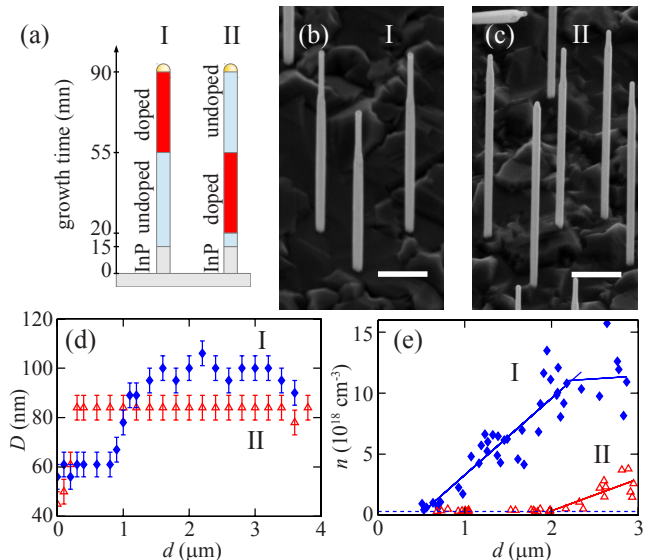 (a)
I
II
growth time (mn)
90
55
20
15
0
doped
undoped
InP
undoped
doped
InP
(b)
I
(c)
II
(d)
I
II
120
100
80
60
40
D (nm)
0
1
2
3
4
d (μm)
(e)
I
II
15
10
5
0
n (10¹⁸ cm⁻³)
0
1
2
3
d (μm)